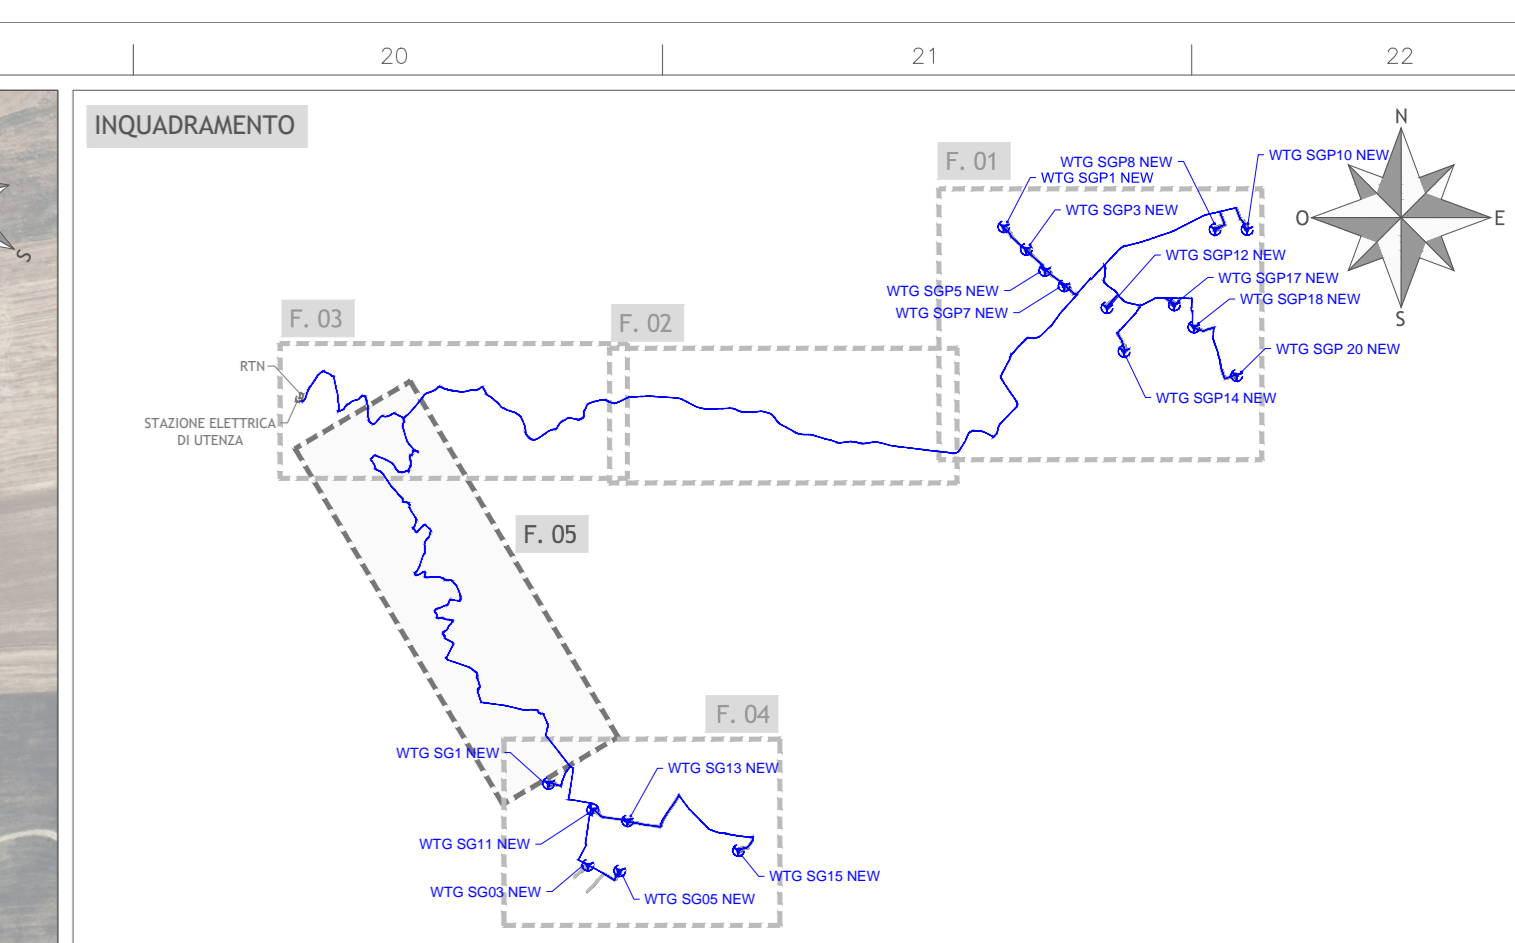 20
21
22
INQUADRAMENTO
N
F. 01
WTG SGP8 NEW
WTG SGP10 NEW
WTG SGP1 NEW
WTG SGP3 NEW
O
E
S
WTG SGP12 NEW
WTG SGP17 NEW
WTG SGP5 NEW
WTG SGP18 NEW
WTG SGP7 NEW
S
F. 03
F. 02
WTG SGP 20 NEW
RTN
WTG SGP14 NEW
STAZIONE ELETTRICA
DI UTENZA
F. 05
F. 04
WTG SG1 NEW
WTG SG13 NEW
WTG SG11 NEW
WTG SG15 NEW
WTG SG03 NEW
WTG SG05 NEW